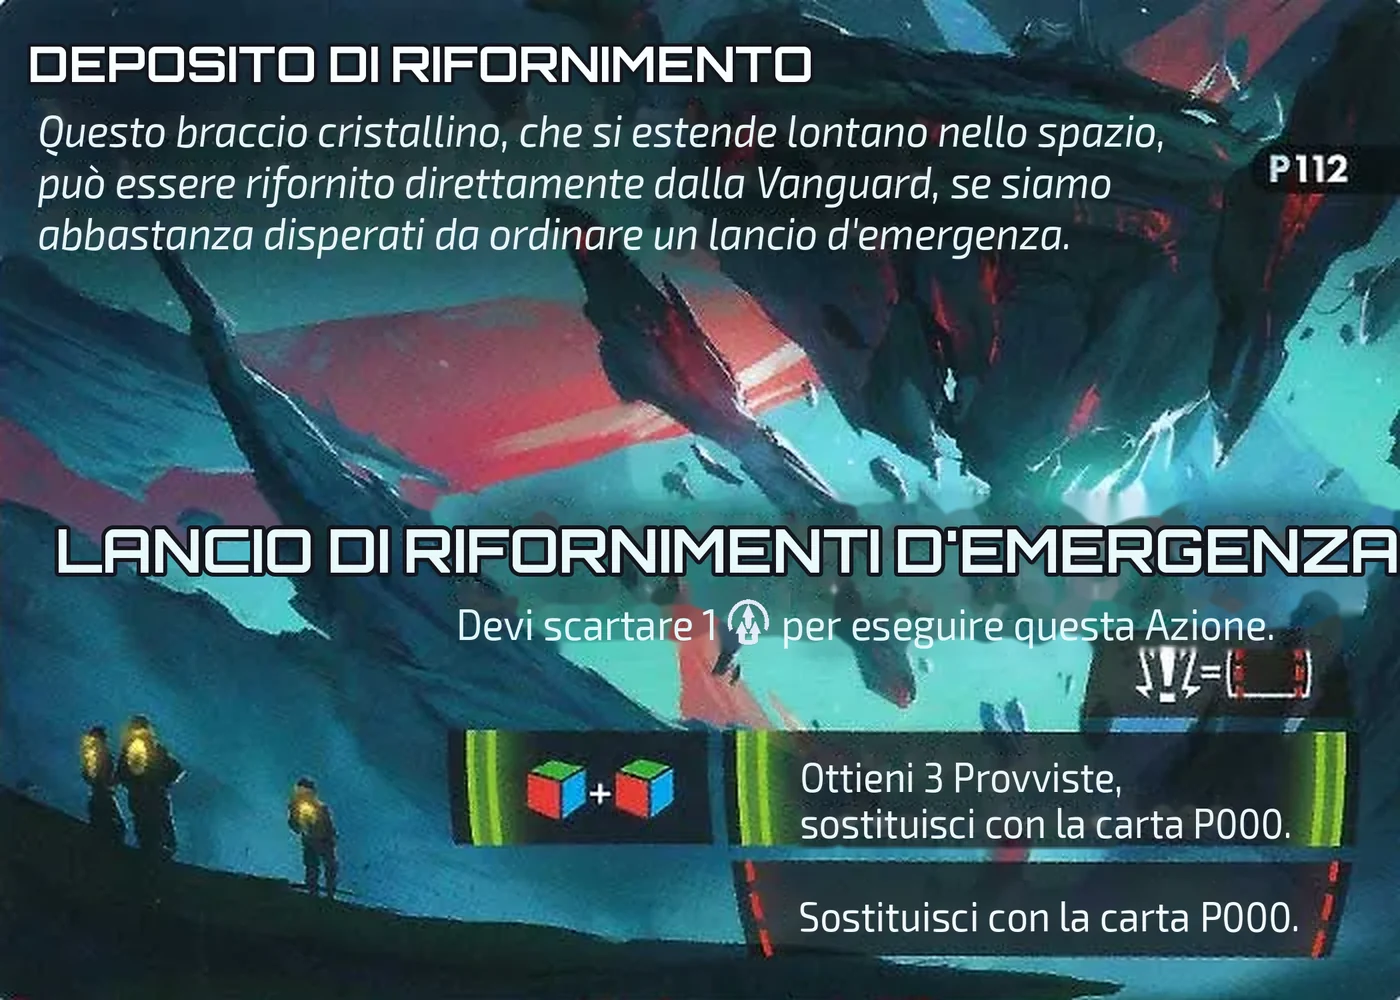 DEPOSITO DI RIFORNIMENTO
Questo braccio cristallino, che si estende lontano nello spazio,
può essere rifornito direttamente dalla Vanguard, se siamo
abbastanza disperati da ordinare un lancio d'emergenza.
P112
LANCIO DI RIFORNIMENTI D'EMERGENZA
Devi scartare 1 per eseguire questa Azione.
! =
+
Ottieni 3 Provviste,
sostituisci con la carta P000.
Sostituisci con la carta P000.